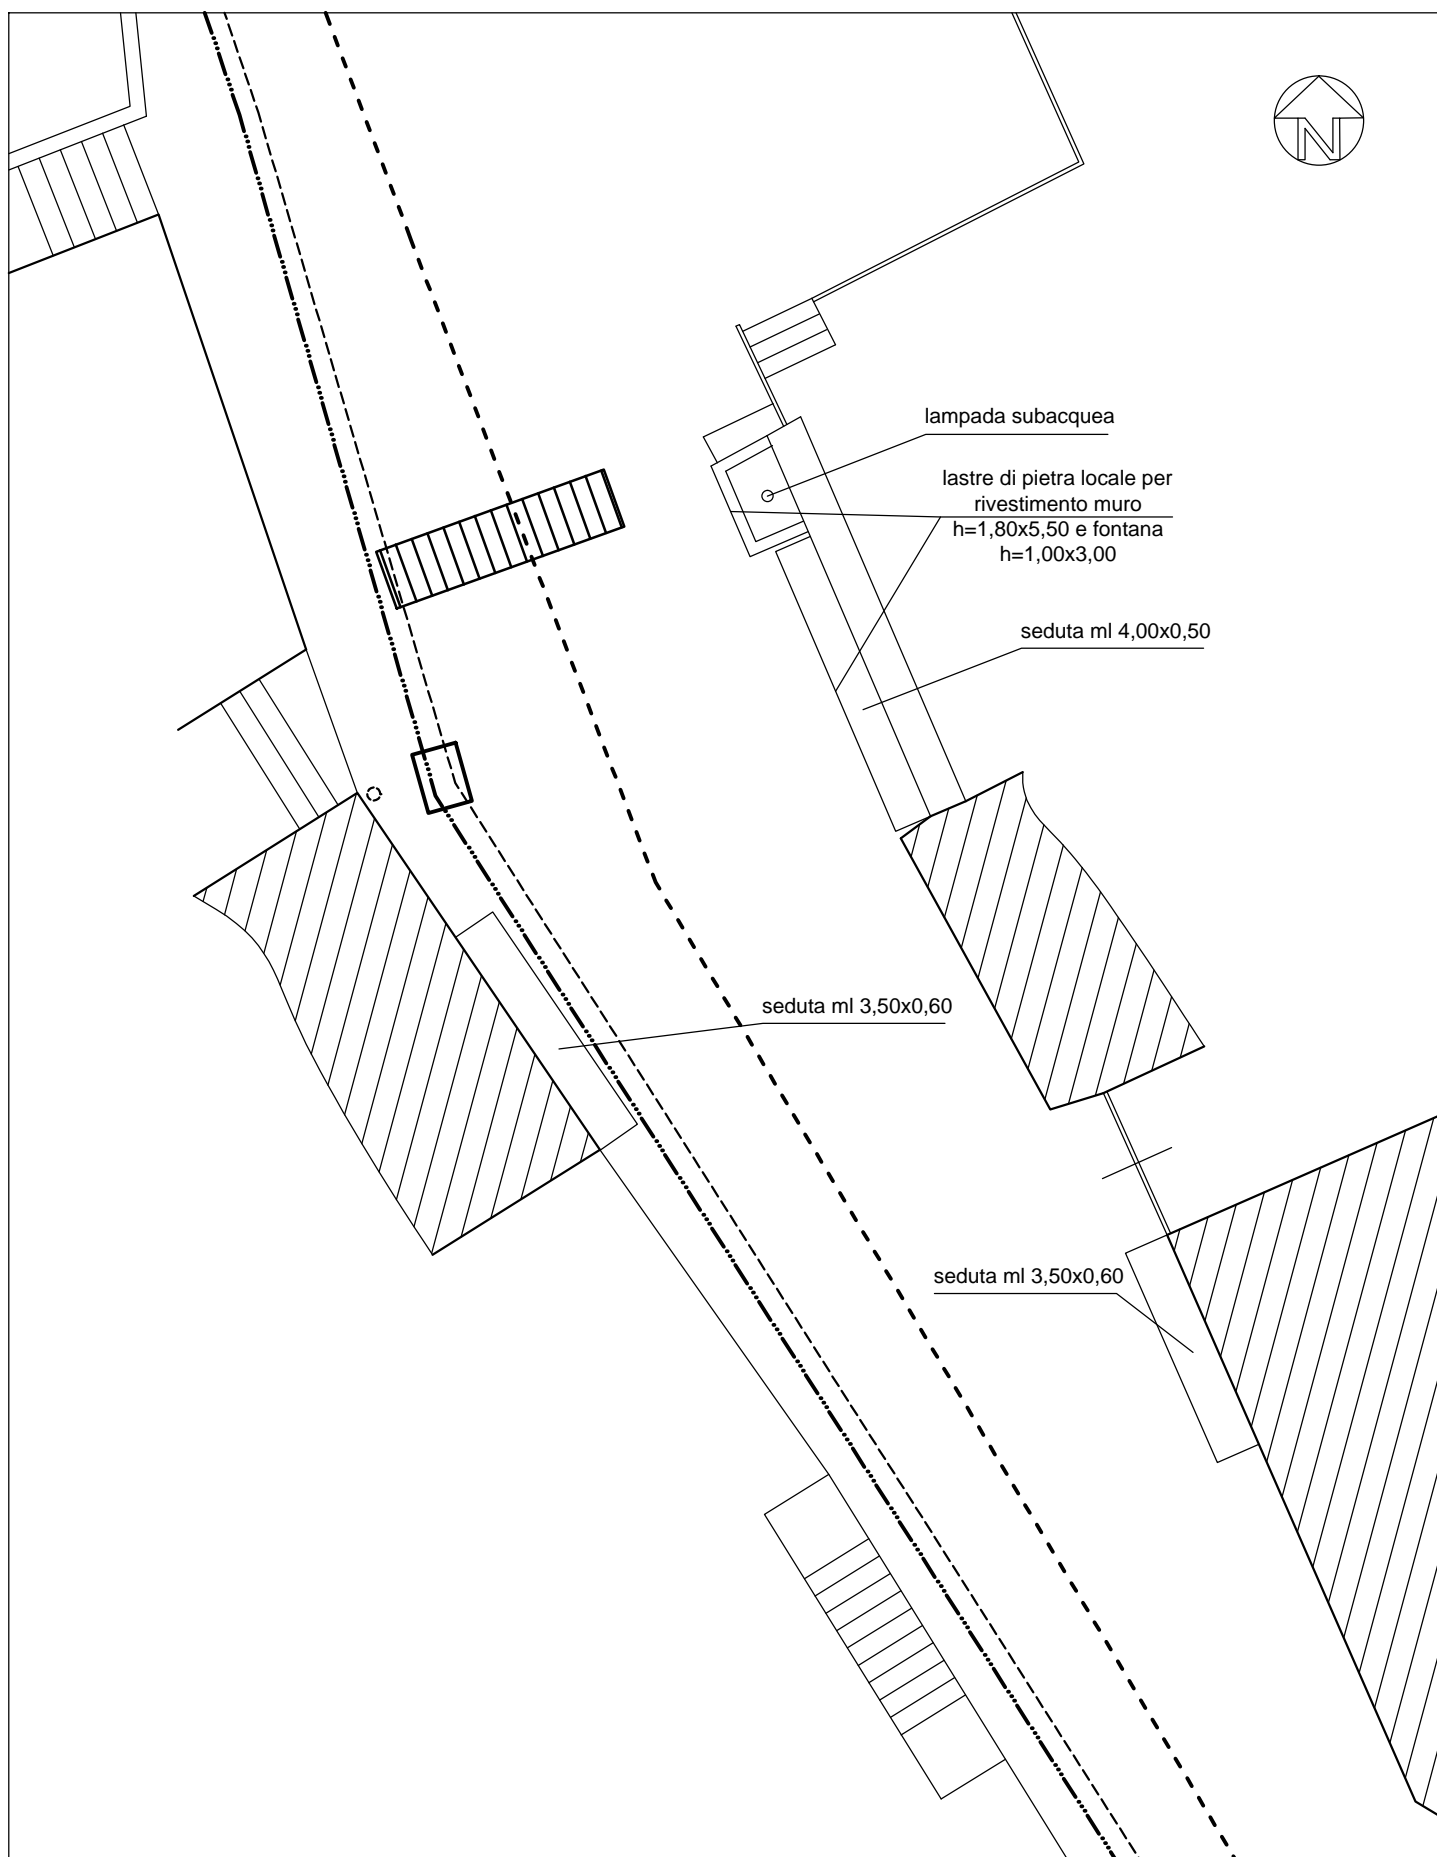 N
lampada subacquea
lastre di pietra locale per
rivestimento muro
h=1,80x5,50 e fontana
h=1,00x3,00
seduta ml 4,00x0,50
seduta ml 3,50x0,60
seduta ml 3,50x0,60